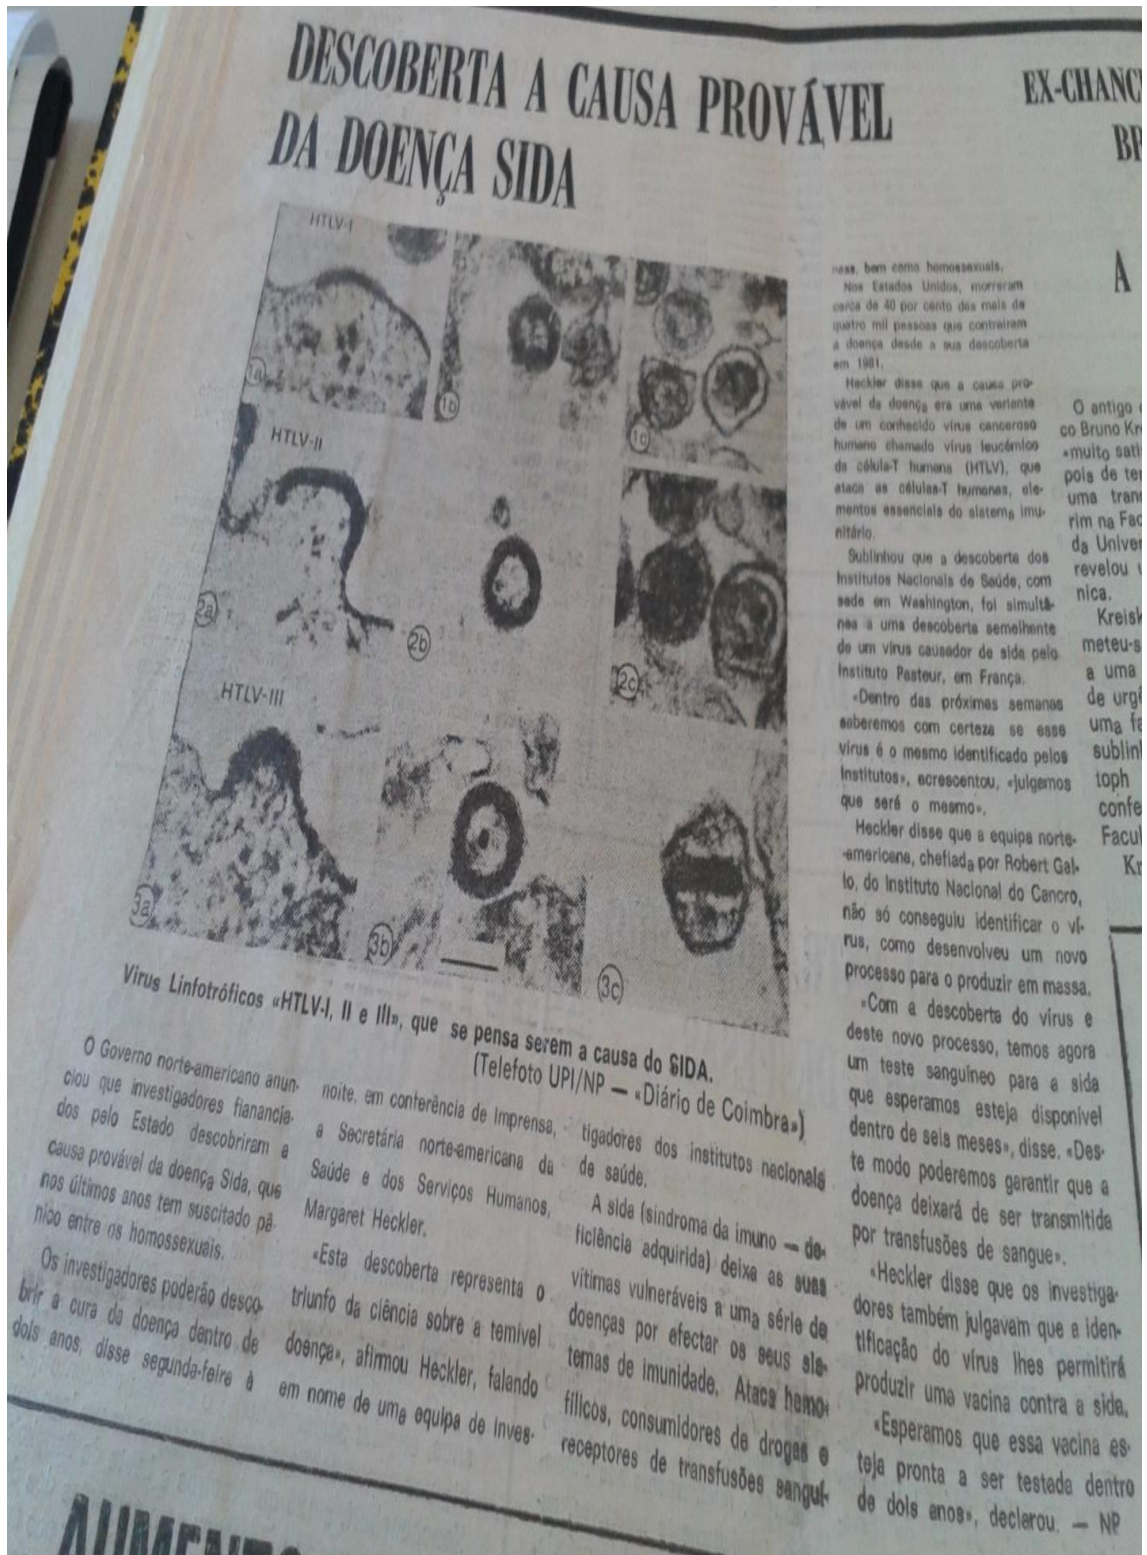 DESCOBERTA A CAUSA PROVÁVEL
DA DOENÇA SIDA
HTLV-I
1a
1b
1c
HTLV-II
2a
2b
2c
HTLV-III
3a
3b
3c
Virus Linfotróficos «HTLV-I, II e III», que se pensa serem a causa do SIDA.
(Telefoto UPI/NP — «Diário de Coimbra»)
O Governo norte-americano anun-
ciou que investigadores fianancia-
dos pelo Estado descobriram a
causa provável da doença Sida, que
nos últimos anos tem suscitado pâ-
nico entre os homossexuais.
Os investigadores poderão desco-
brir a cura da doença dentro de
dois anos, disse segunda-feire à
noite, em conferência de Imprensa,
a Secretária norte-americana da
Saúde e dos Serviços Humanos,
Margaret Heckler.
«Esta descoberta representa o
triunfo da ciência sobre a temível
doença», afirmou Heckler, falando
em nome de uma equipa de inves-
tigadores dos institutos nacionais
de saúde.
A sida (sindroma da imuno — de-
ficiência adquirida) deixa as suas
vítimas vulneráveis a uma série de
doenças por efectar os seus sis-
temas de imunidade. Ataca hemo-
fílicos, consumidores de drogas e
receptores de transfusões sanguí-
neas, bem como homossexuais.
Nos Estados Unidos, morreram
cerca de 40 por cento das mais de
quatro mil pessoas que contraíram
a doença desde a sua descoberta
em 1981.
Heckler disse que a causa pro-
vável da doença era uma variante
de um conhecido vírus canceroso
humano chamado vírus leucémico
da célula-T humana (HTLV), que
ataca as células-T humanas, ele-
mentos essenciais do sistema imu-
nitário.
Sublinhou que a descoberta dos
Institutos Nacionais de Saúde, com
sede em Washington, foi simultâ-
nea a uma descoberta semelhante
de um vírus causador de sida pelo
Instituto Pasteur, em França.
«Dentro das próximas semanas
saberemos com certeza se esse
vírus é o mesmo identificado pelos
Institutos», acrescentou, «julgamos
que será o mesmo».
Heckler disse que a equipa norte-
-americana, chefiada por Robert Gal-
lo, do Instituto Nacional do Cancro,
não só conseguiu identificar o ví-
rus, como desenvolveu um novo
processo para o produzir em massa.
«Com a descoberta do vírus e
deste novo processo, temos agora
um teste sanguíneo para a sida
que esperamos esteja disponível
dentro de seis meses», disse. «Des-
te modo poderemos garantir que a
doença deixará de ser transmitida
por transfusões de sangue».
«Heckler disse que os investiga-
dores também julgavam que a iden-
tificação do vírus lhes permitirá
produzir uma vacina contra a sida.
«Esperamos que essa vacina es-
teja pronta a ser testada dentro
de dois anos», declarou. — NP
EX-CHANC
BR
A
O antigo
co Bruno Kre
«muito sati
pois de ter
uma tran
rim na Fac
da Univer
revelou u
nica.
Kreisk
meteu-s
a uma
de urgê
uma fa
sublin
toph
confe
Facul
Kr
AUMENTO